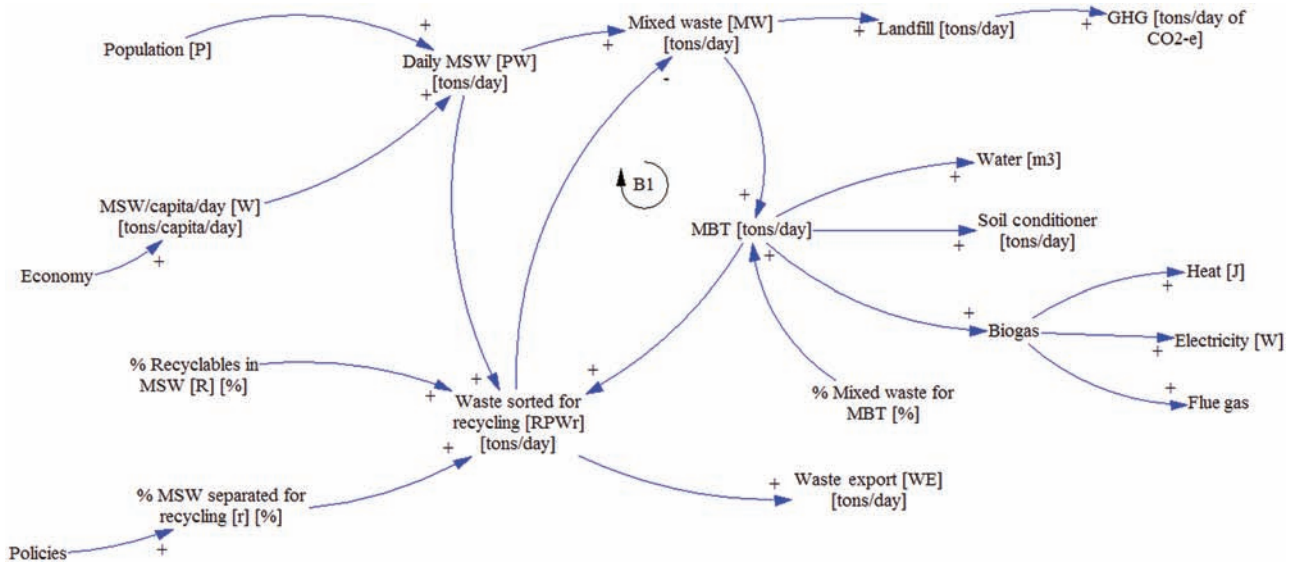 Population [P]
+
Daily MSW [PW]
[tons/day]
+
+
Mixed waste [MW]
[tons/day]
-
+
Landfill [tons/day]
+
GHG [tons/day of
CO2-e]
MSW/capita/day [W]
[tons/capita/day]
Economy
+
B1
+
MBT [tons/day]
+
Water [m3]
+
Soil conditioner
[tons/day]
+
+
Biogas
+
Heat [J]
+
Electricity [W]
+
Flue gas
+
% Recyclables in
MSW [R] [%]
+
+
+
Waste sorted for
recycling [RPWr]
[tons/day]
+
% Mixed waste for
MBT [%]
% MSW separated for
recycling [r] [%]
+
Policies
+
Waste export [WE]
[tons/day]